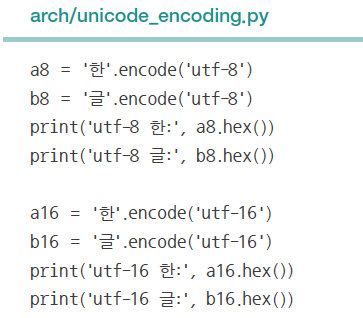 arch/unicode_encoding.py
a8 = '한'.encode('utf-8')
b8 = '글'.encode('utf-8')
print('utf-8 한:', a8.hex())
print('utf-8 글:', b8.hex())
a16 = '한'.encode('utf-16')
b16 = '글'.encode('utf-16')
print('utf-16 한:', a16.hex())
print('utf-16 글:', b16.hex())